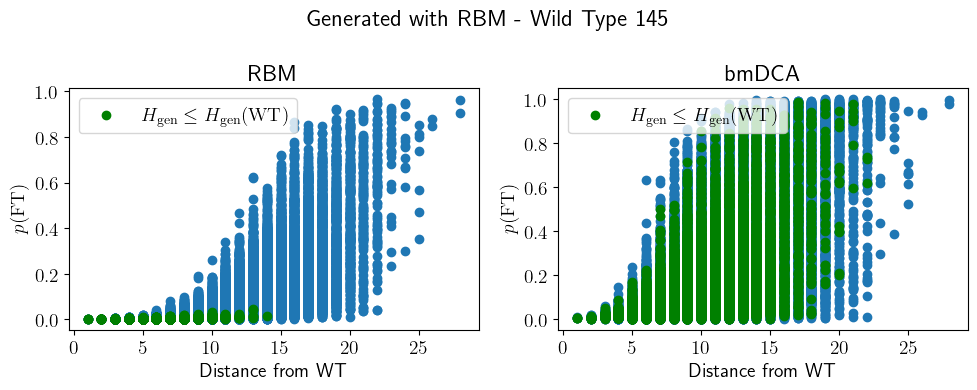 Generated with RBM - Wild Type 145
RBM
H_gen ≤ H_gen(WT)
1.0
0.8
0.6
0.4
0.2
0.0
p(FT)
0
5
10
15
20
25
Distance from WT
bmDCA
H_gen ≤ H_gen(WT)
1.0
0.8
0.6
0.4
0.2
0.0
p(FT)
0
5
10
15
20
25
Distance from WT